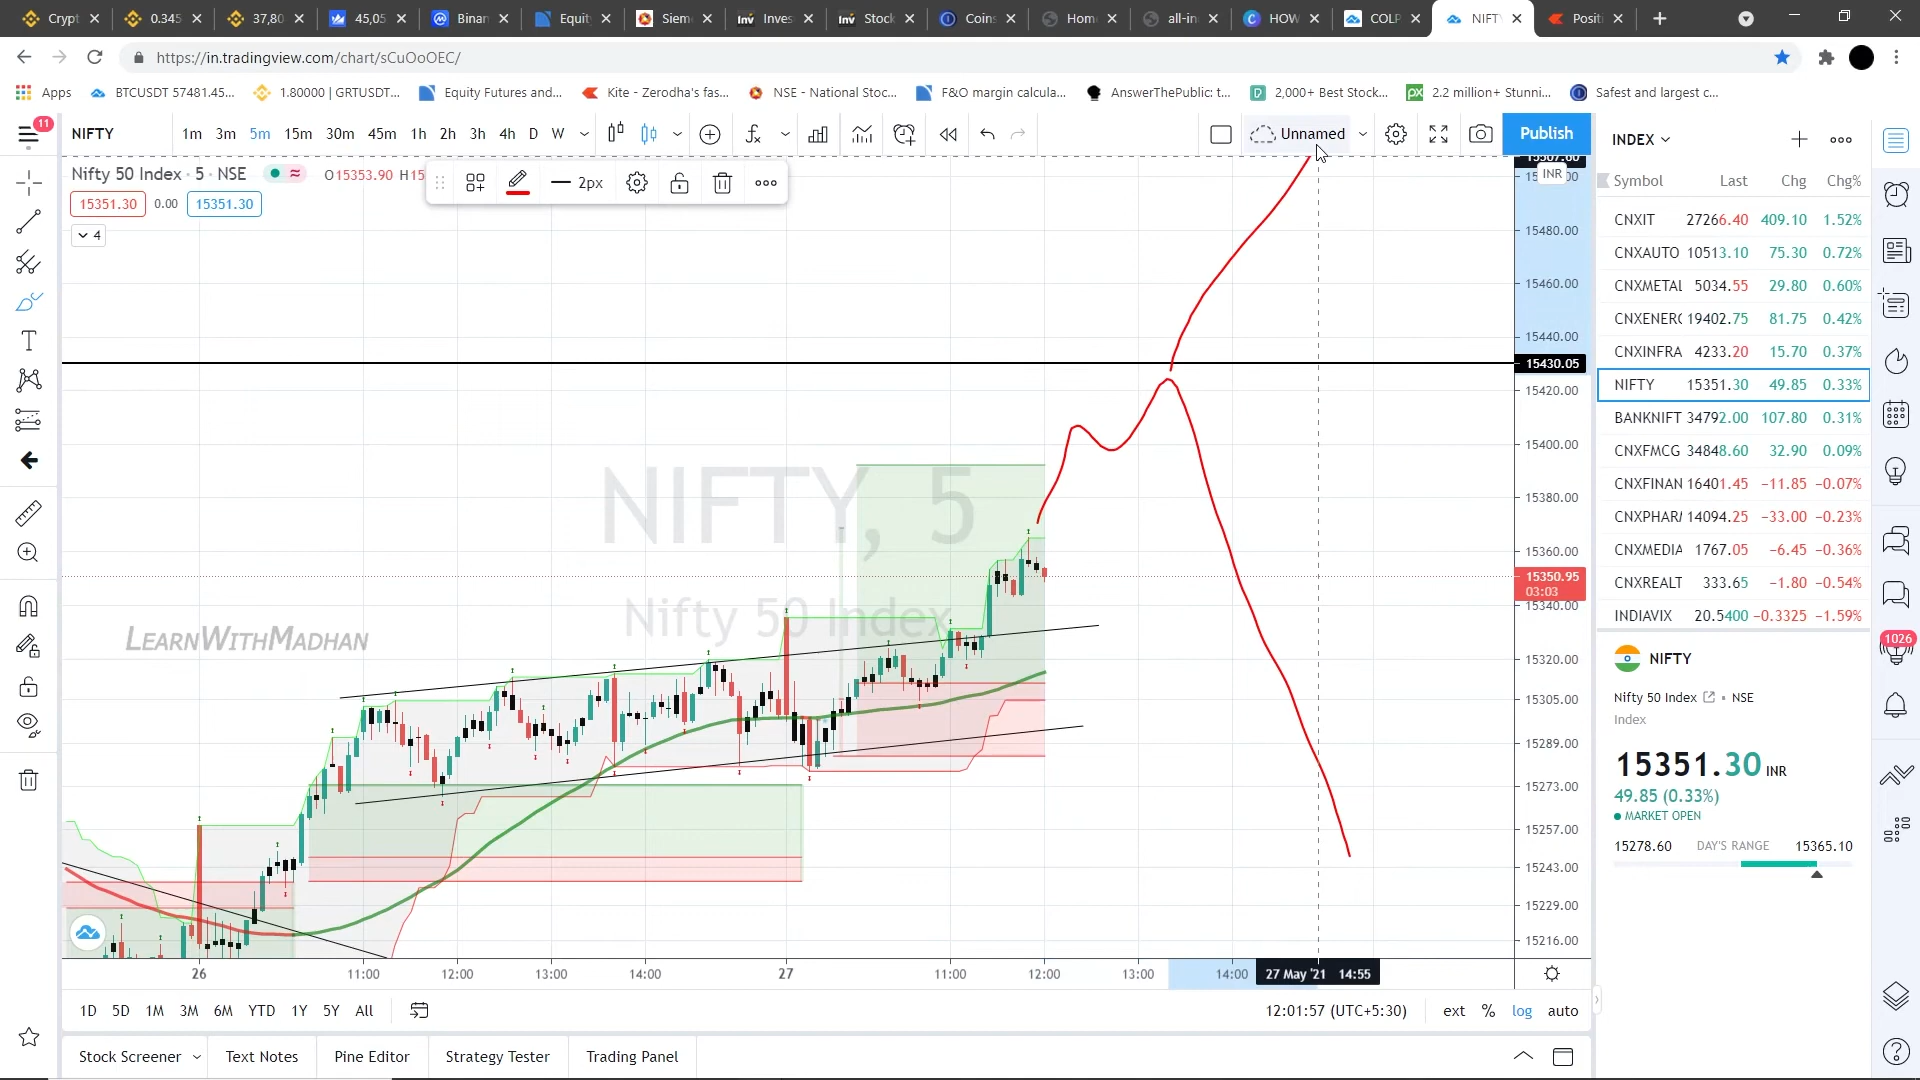 Crypt
0.345
37,80
45,05
Binan
Equit
Siem
inv Inves
inv Stock
Coins
Hom
all-in
HOW
COLP
NIFT
Positi
https://in.tradingview.com/chart/sCuOoOEC/
Apps
BTCUSDT 57481.45...
1.80000 | GRTUSDT...
Equity Futures and...
Kite - Zerodha's fas...
NSE - National Stoc...
F&O margin calcula...
AnswerThePublic: t...
2,000+ Best Stock...
px 2.2 million+ Stunni...
Safest and largest c...
11
NIFTY
1m 3m 5m 15m 30m 45m 1h 2h 3h 4h D W
Unnamed
Publish
INDEX
Nifty 50 Index · 5 · NSE
O15353.90 H15
2px
15351.30 0.00 15351.30
4
15507.60
INR
15480.00
15460.00
15440.00
15430.05
15420.00
15400.00
15380.00
15360.00
15350.95
03:03
15340.00
15320.00
15305.00
15289.00
15273.00
15257.00
15243.00
15229.00
15216.00
NIFTY, 5
Nifty 50 Index
LEARNWITHMADHAN
26 11:00 12:00 13:00 14:00 27 11:00 12:00 13:00 14:00 27 May '21 14:55
1D 5D 1M 3M 6M YTD 1Y 5Y All
12:01:57 (UTC+5:30) ext % log auto
Stock Screener Text Notes Pine Editor Strategy Tester Trading Panel
Symbol Last Chg Chg%
CNXIT 27266.40 409.10 1.52%
CNXAUTO 10513.10 75.30 0.72%
CNXMETAL 5034.55 29.80 0.60%
CNXENERG 19402.75 81.75 0.42%
CNXINFRA 4233.20 15.70 0.37%
NIFTY 15351.30 49.85 0.33%
BANKNIFT 34792.00 107.80 0.31%
CNXFMCG 34848.60 32.90 0.09%
CNXFINAN 16401.45 −11.85 −0.07%
CNXPHAR 14094.25 −33.00 −0.23%
CNXMEDIA 1767.05 −6.45 −0.36%
CNXREALT 333.65 −1.80 −0.54%
INDIAVIX 20.5400 −0.3325 −1.59%
1026
NIFTY
Nifty 50 Index NSE
Index
15351.30 INR
49.85 (0.33%)
MARKET OPEN
15278.60 DAY'S RANGE 15365.10